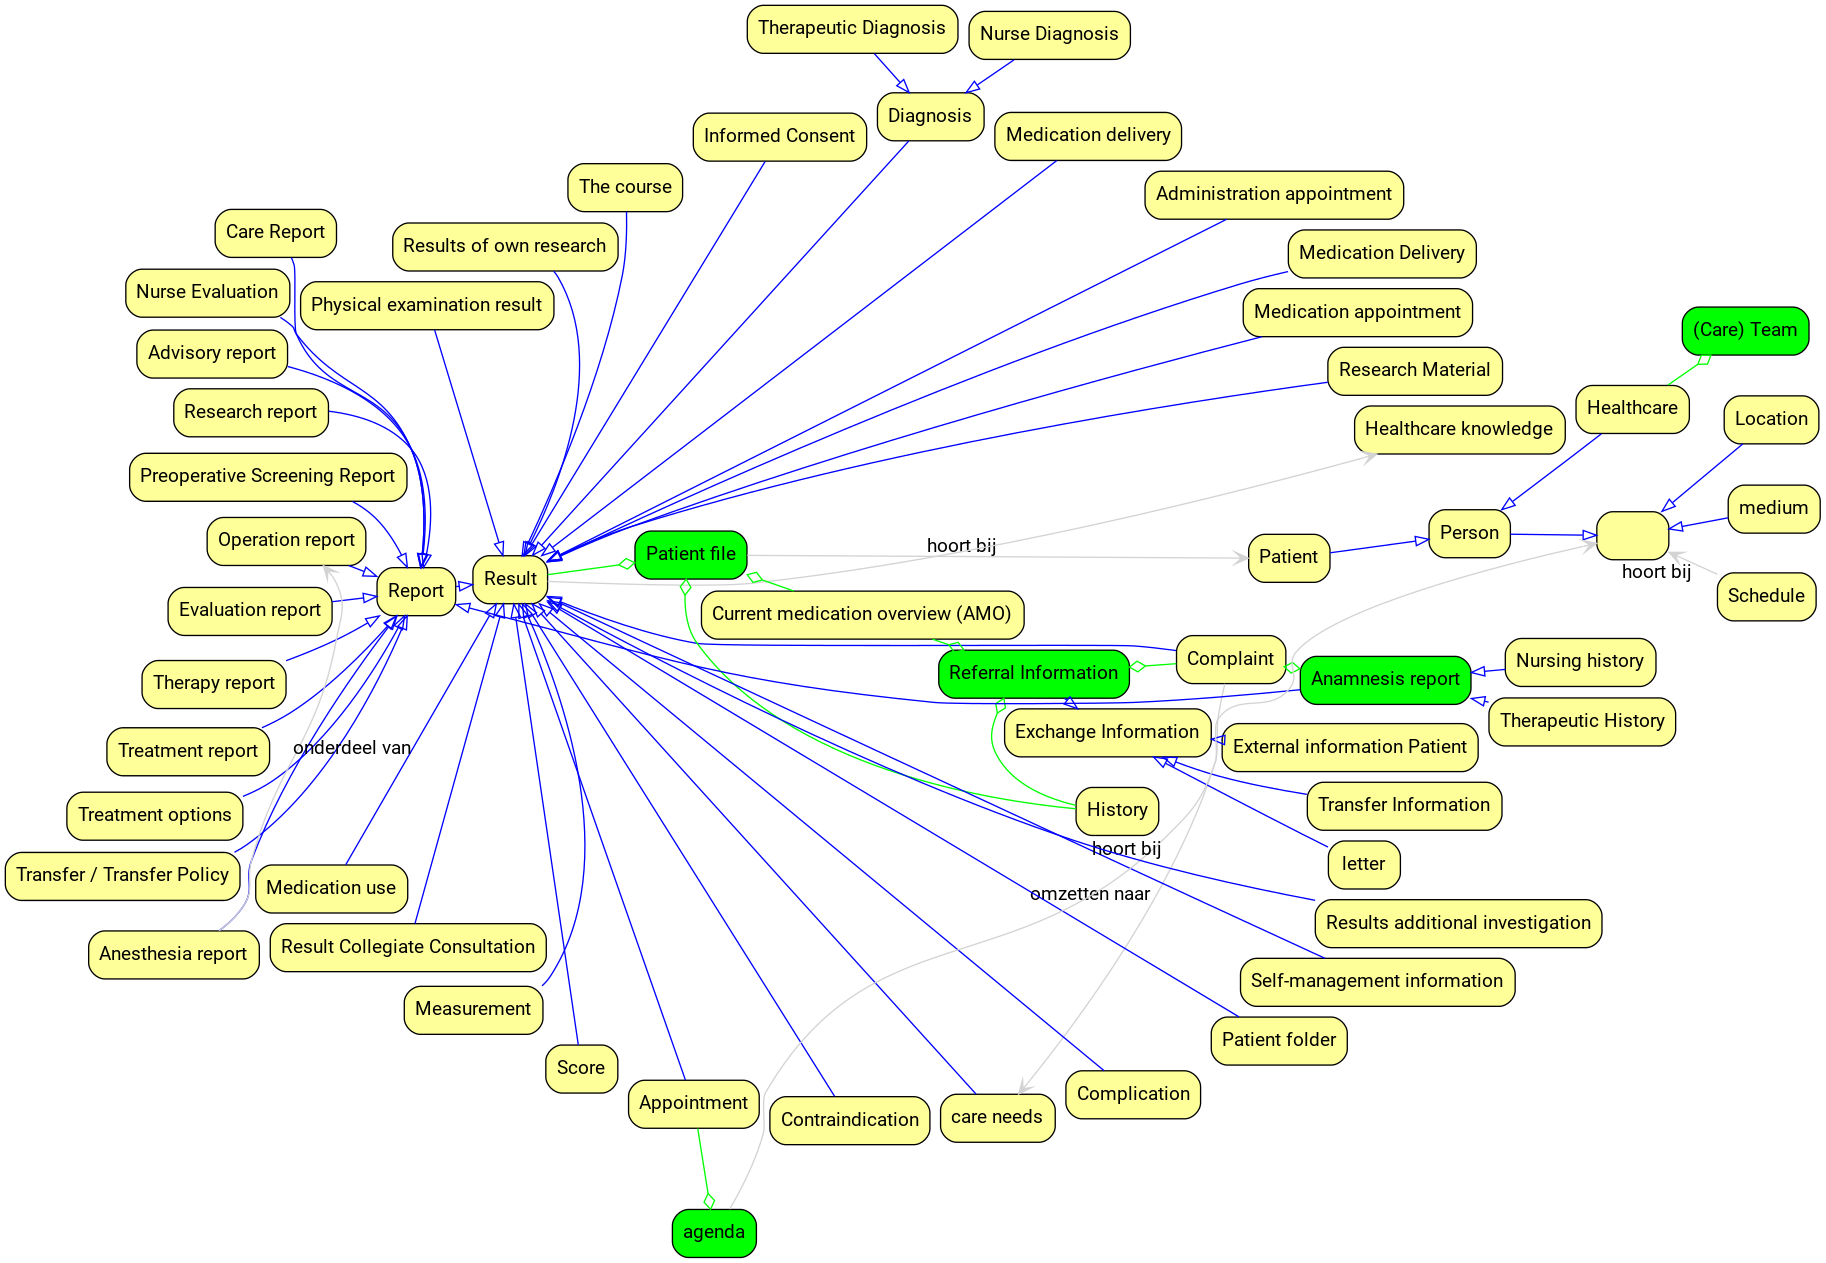 Therapeutic Diagnosis
Nurse Diagnosis
Diagnosis
Informed Consent
Medication delivery
The course
Administration appointment
Care Report
Results of own research
Medication Delivery
Nurse Evaluation
Physical examination result
Medication appointment
(Care) Team
Advisory report
Research Material
Research report
Healthcare
Healthcare knowledge
Location
Preoperative Screening Report
medium
Operation report
Person
Patient file
hoort bij
Patient
hoort bij
Result
Report
Schedule
Evaluation report
Current medication overview (AMO)
Complaint
Nursing history
Referral Information
Anamnesis report
Therapy report
Therapeutic History
Exchange Information
External information Patient
Treatment report
onderdeel van
Transfer Information
History
Treatment options
hoort bij
letter
Transfer / Transfer Policy
Medication use
omzetten naar
Results additional investigation
Result Collegiate Consultation
Anesthesia report
Self-management information
Measurement
Patient folder
Score
Complication
Appointment
Contraindication
care needs
agenda